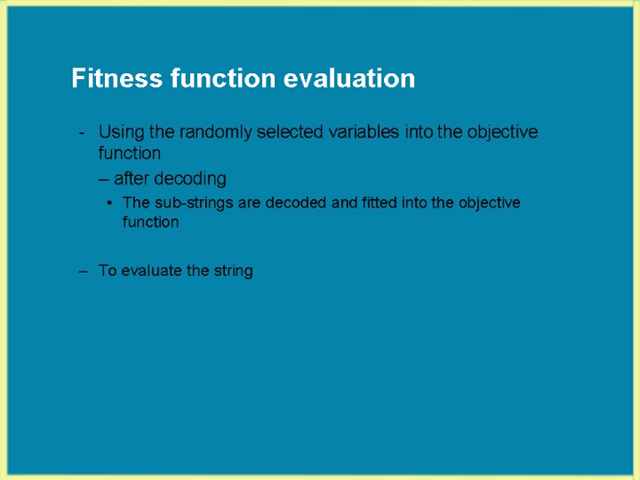 Fitness function evaluation
- Using the randomly selected variables into the objective
function
– after decoding
• The sub-strings are decoded and fitted into the objective
function
– To evaluate the string